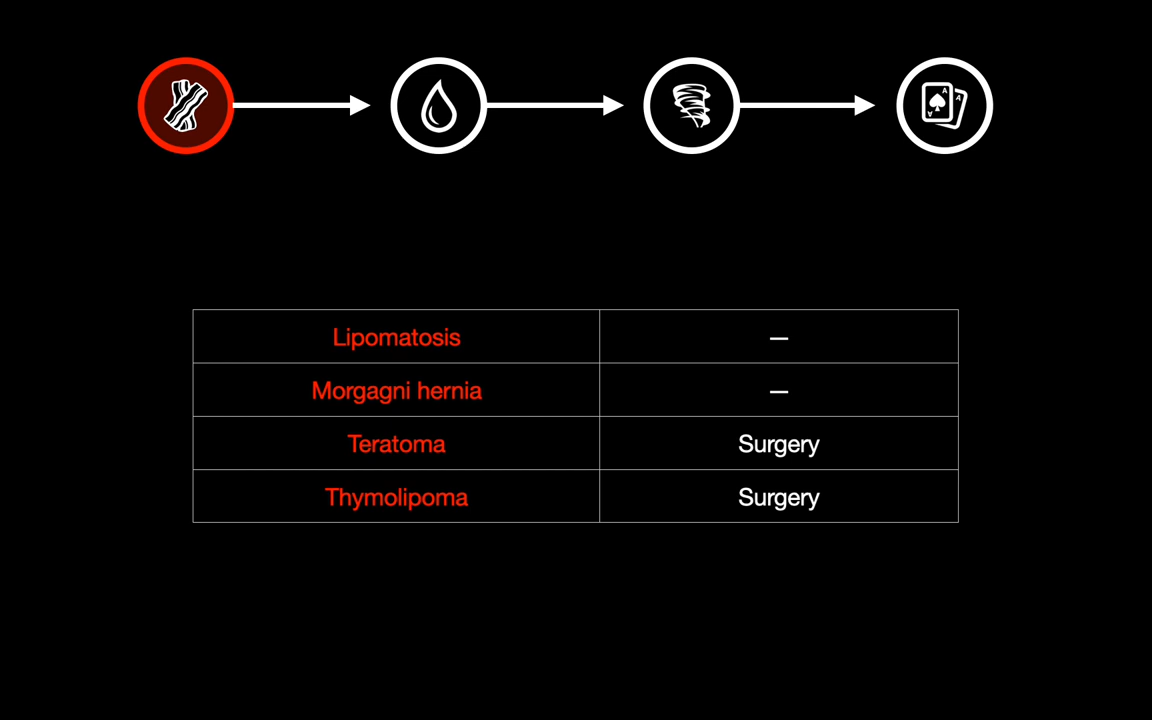 A
A
A
Lipomatosis
—
Morgagni hernia
—
Teratoma
Surgery
Thymolipoma
Surgery